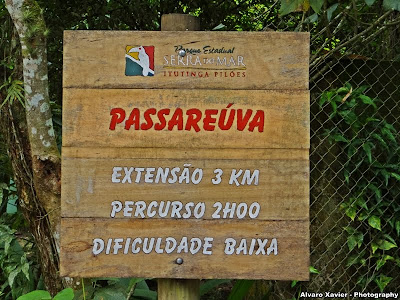 Parque Estadual
SERRA DO MAR
ITUTINGA PILÕES
PASSAREÚVA
EXTENSÃO 3 KM
PERCURSO 2H00
DIFICULDADE BAIXA
Alvaro Xavier - Photography